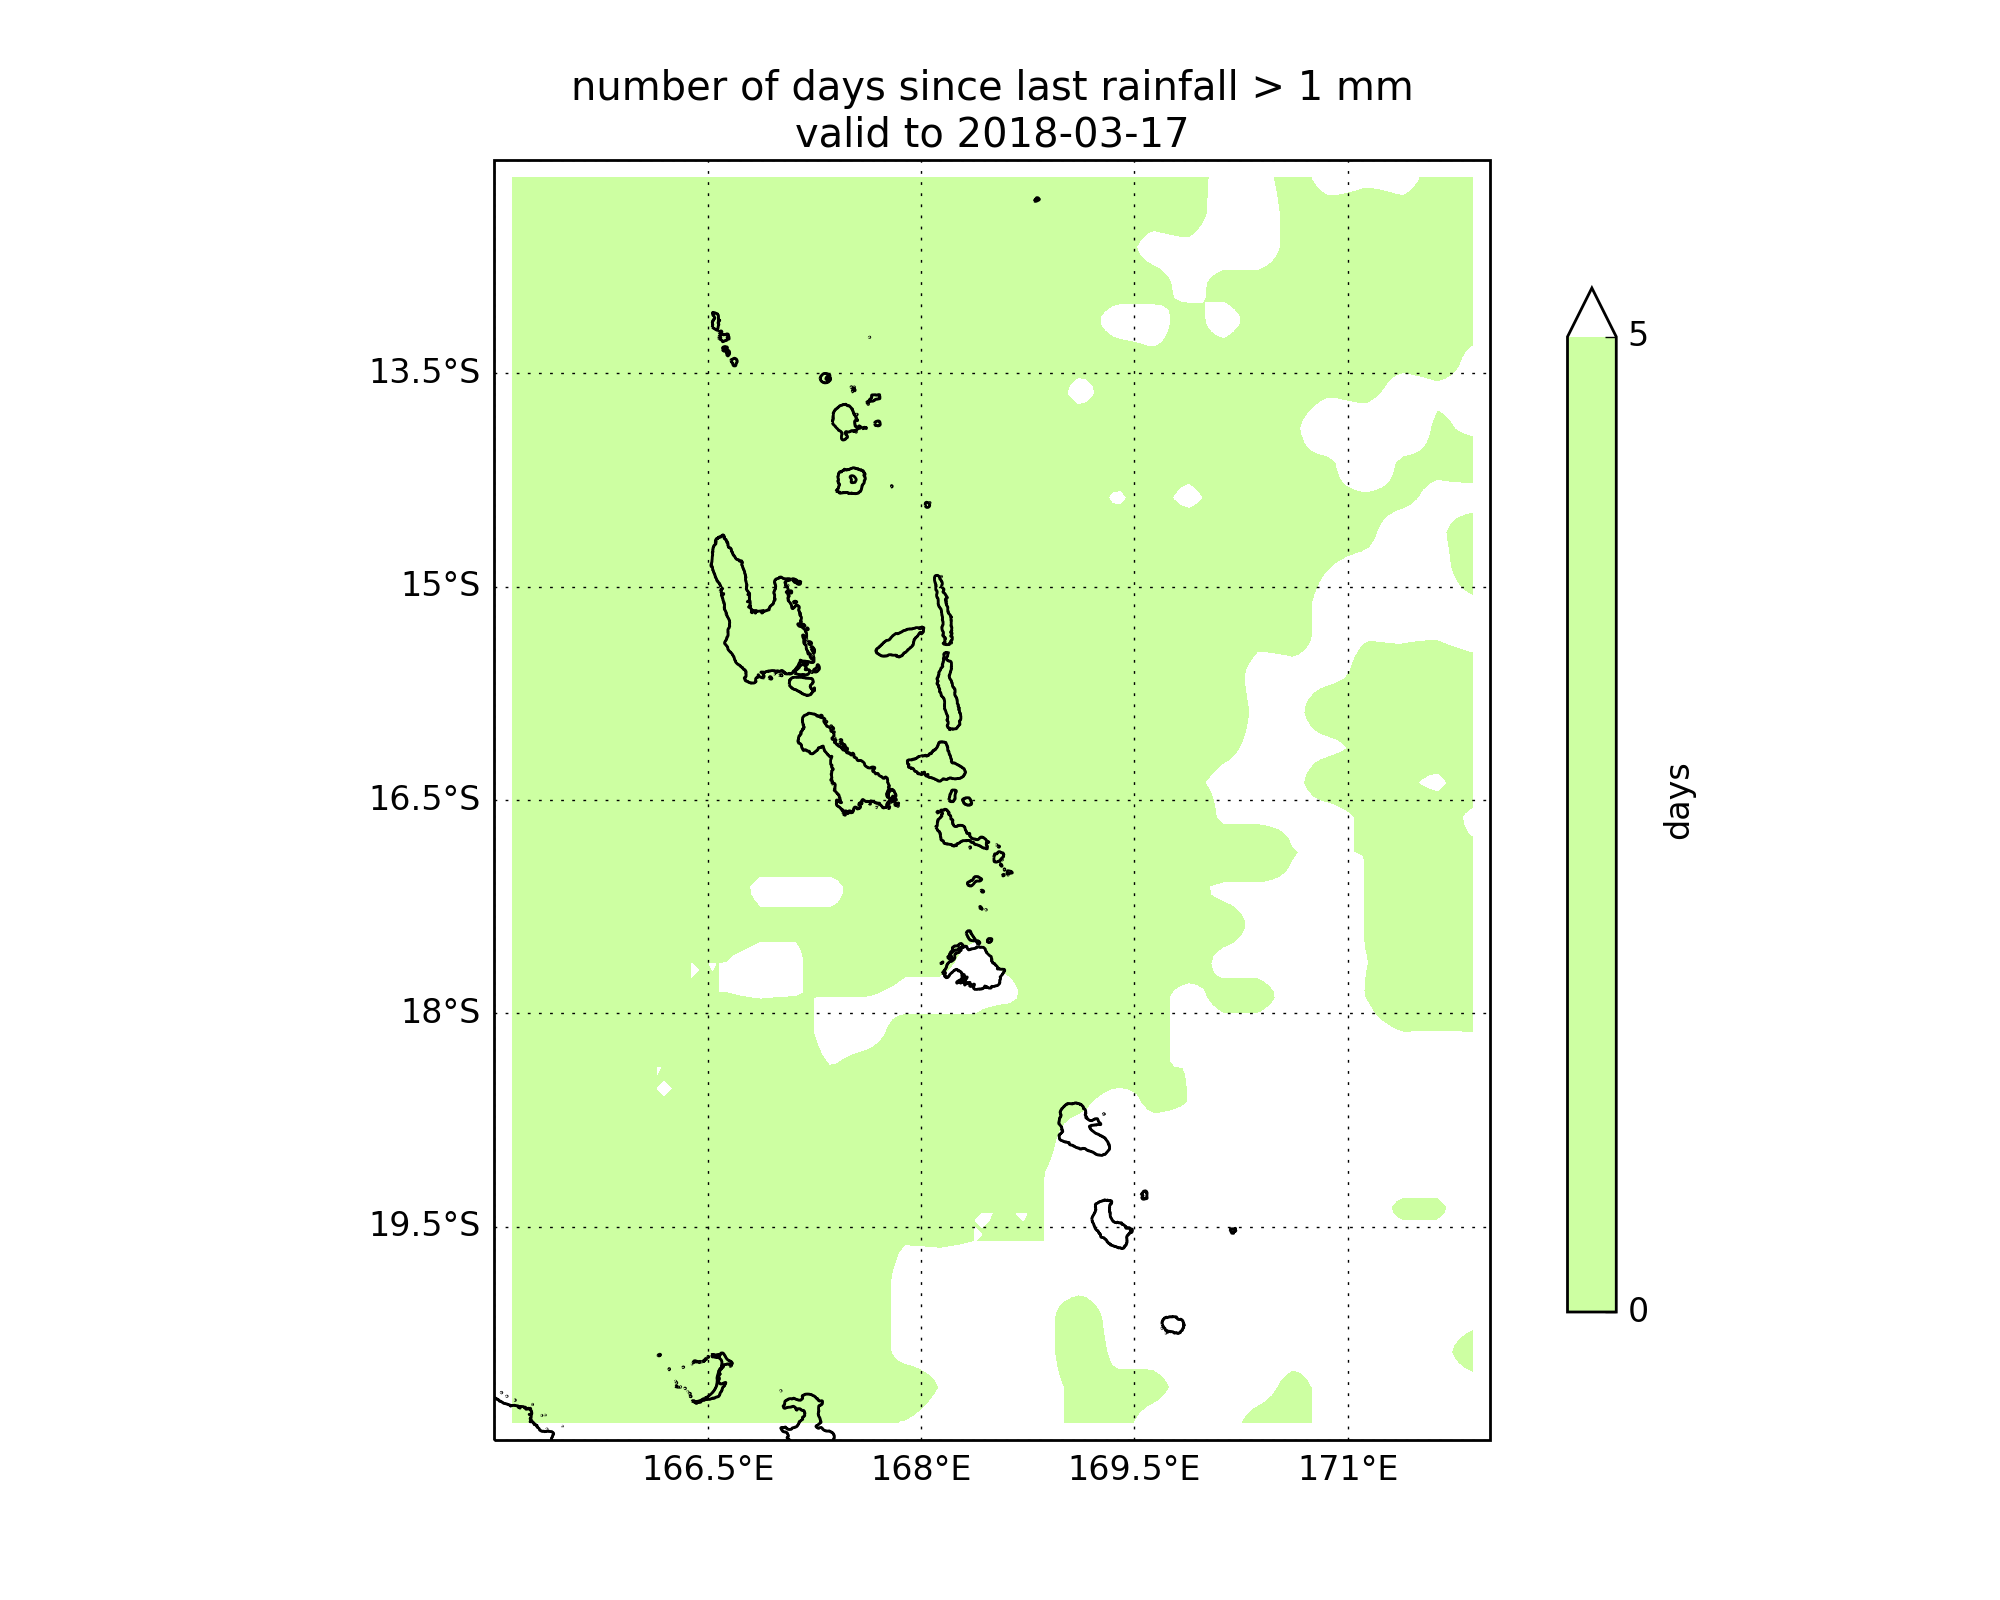 number of days since last rainfall > 1 mm
valid to 2018-03-17
13.5°S
15°S
16.5°S
18°S
19.5°S
166.5°E
168°E
169.5°E
171°E
5
0
days